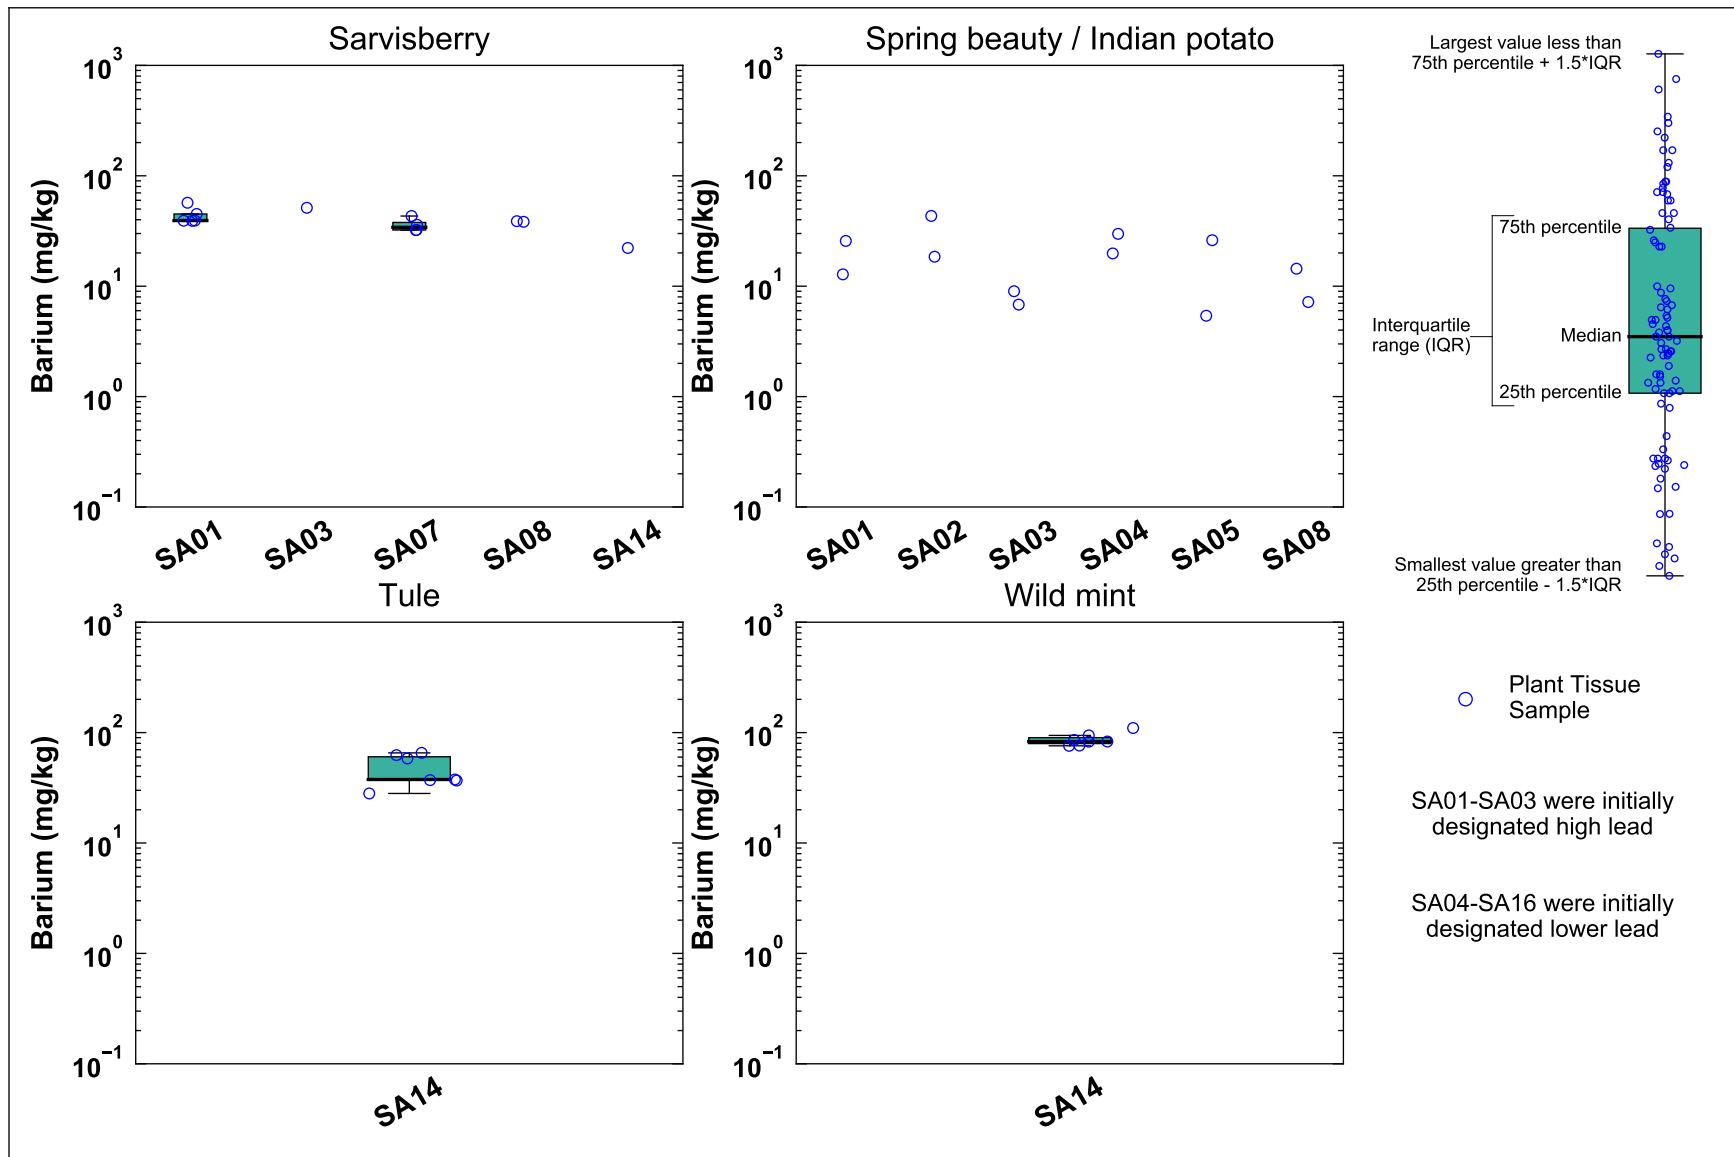 Sarvisberry
Barium (mg/kg)
10³
10²
10¹
10⁰
10⁻¹
SA01
SA03
SA07
SA08
SA14
Spring beauty / Indian potato
Barium (mg/kg)
10³
10²
10¹
10⁰
10⁻¹
SA01
SA02
SA03
SA04
SA05
SA08
Largest value less than
75th percentile + 1.5*IQR
75th percentile
Interquartile
range (IQR)
Median
25th percentile
Smallest value greater than
25th percentile - 1.5*IQR
Tule
Barium (mg/kg)
10³
10²
10¹
10⁰
10⁻¹
SA14
Wild mint
Barium (mg/kg)
10³
10²
10¹
10⁰
10⁻¹
SA14
Plant Tissue
Sample
SA01-SA03 were initially
designated high lead
SA04-SA16 were initially
designated lower lead